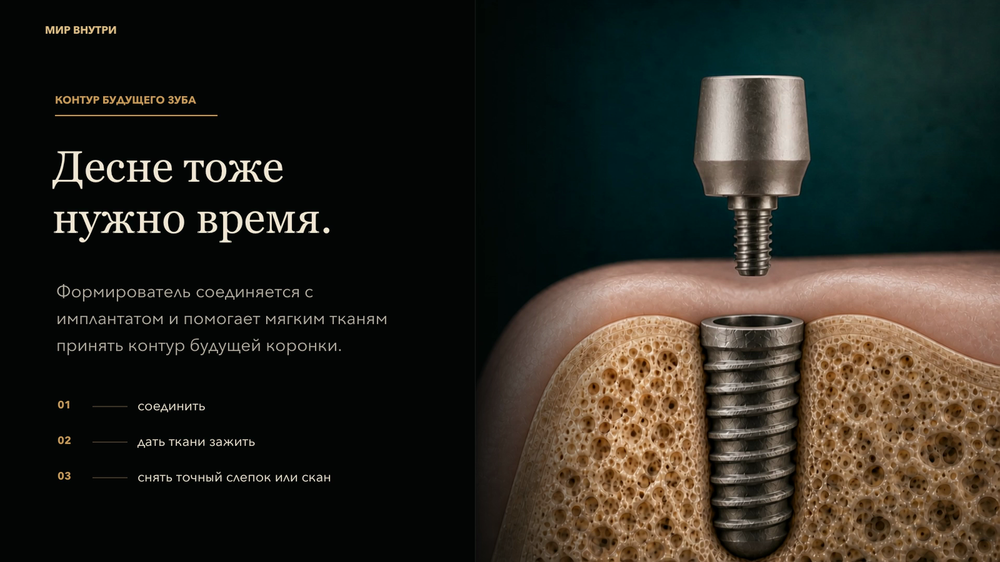 МИР ВНУТРИ
КОНТУР БУДУЩЕГО ЗУБА
Десне тоже
нужно время.
Формирователь соединяется с
имплантатом и помогает мягким тканям
принять контур будущей коронки.
01 соединить
02 дать ткани зажить
03 снять точный слепок или скан